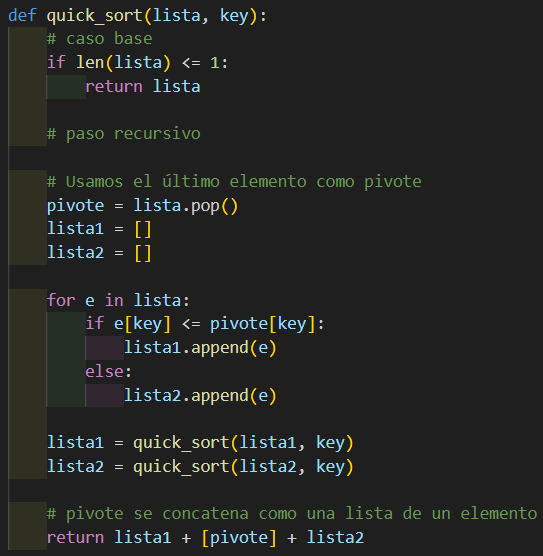 def quick_sort(lista, key):
    # caso base
    if len(lista) <= 1:
        return lista

    # paso recursivo

    # Usamos el último elemento como pivote
    pivote = lista.pop()
    lista1 = []
    lista2 = []

    for e in lista:
        if e[key] <= pivote[key]:
            lista1.append(e)
        else:
            lista2.append(e)

    lista1 = quick_sort(lista1, key)
    lista2 = quick_sort(lista2, key)

    # pivote se concatena como una lista de un elemento
    return lista1 + [pivote] + lista2